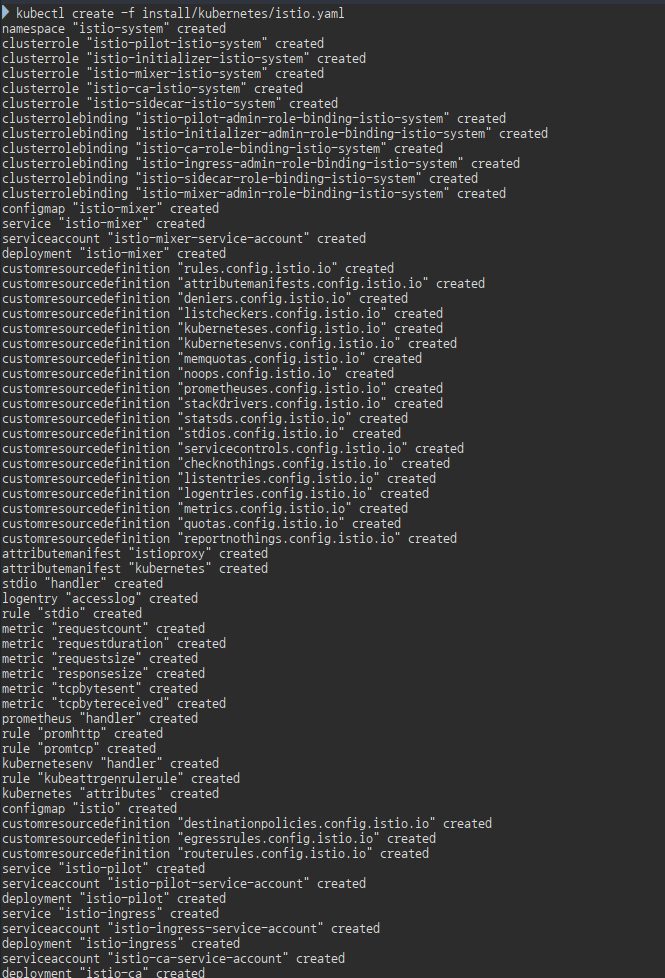 kubectl create -f install/kubernetes/istio.yaml
namespace "istio-system" created
clusterrole "istio-pilot-istio-system" created
clusterrole "istio-initializer-istio-system" created
clusterrole "istio-mixer-istio-system" created
clusterrole "istio-ca-istio-system" created
clusterrole "istio-sidecar-istio-system" created
clusterrolebinding "istio-pilot-admin-role-binding-istio-system" created
clusterrolebinding "istio-initializer-admin-role-binding-istio-system" created
clusterrolebinding "istio-ca-role-binding-istio-system" created
clusterrolebinding "istio-ingress-admin-role-binding-istio-system" created
clusterrolebinding "istio-sidecar-role-binding-istio-system" created
clusterrolebinding "istio-mixer-admin-role-binding-istio-system" created
configmap "istio-mixer" created
service "istio-mixer" created
serviceaccount "istio-mixer-service-account" created
deployment "istio-mixer" created
customresourcedefinition "rules.config.istio.io" created
customresourcedefinition "attributemanifests.config.istio.io" created
customresourcedefinition "deniers.config.istio.io" created
customresourcedefinition "listcheckers.config.istio.io" created
customresourcedefinition "kuberneteses.config.istio.io" created
customresourcedefinition "kubernetesenvs.config.istio.io" created
customresourcedefinition "memquotas.config.istio.io" created
customresourcedefinition "noops.config.istio.io" created
customresourcedefinition "prometheuses.config.istio.io" created
customresourcedefinition "stackdrivers.config.istio.io" created
customresourcedefinition "statsds.config.istio.io" created
customresourcedefinition "stdios.config.istio.io" created
customresourcedefinition "servicecontrols.config.istio.io" created
customresourcedefinition "checknothings.config.istio.io" created
customresourcedefinition "listentries.config.istio.io" created
customresourcedefinition "logentries.config.istio.io" created
customresourcedefinition "metrics.config.istio.io" created
customresourcedefinition "quotas.config.istio.io" created
customresourcedefinition "reportnothings.config.istio.io" created
attributemanifest "istioproxy" created
attributemanifest "kubernetes" created
stdio "handler" created
logentry "accesslog" created
rule "stdio" created
metric "requestcount" created
metric "requestduration" created
metric "requestsize" created
metric "responsesize" created
metric "tcpbytesent" created
metric "tcpbytereceived" created
prometheus "handler" created
rule "promhttp" created
rule "promtcp" created
kubernetesenv "handler" created
rule "kubeattrgenrulerule" created
kubernetes "attributes" created
configmap "istio" created
customresourcedefinition "destinationpolicies.config.istio.io" created
customresourcedefinition "egressrules.config.istio.io" created
customresourcedefinition "routerules.config.istio.io" created
service "istio-pilot" created
serviceaccount "istio-pilot-service-account" created
deployment "istio-pilot" created
service "istio-ingress" created
serviceaccount "istio-ingress-service-account" created
deployment "istio-ingress" created
serviceaccount "istio-ca-service-account" created
deployment "istio-ca" created